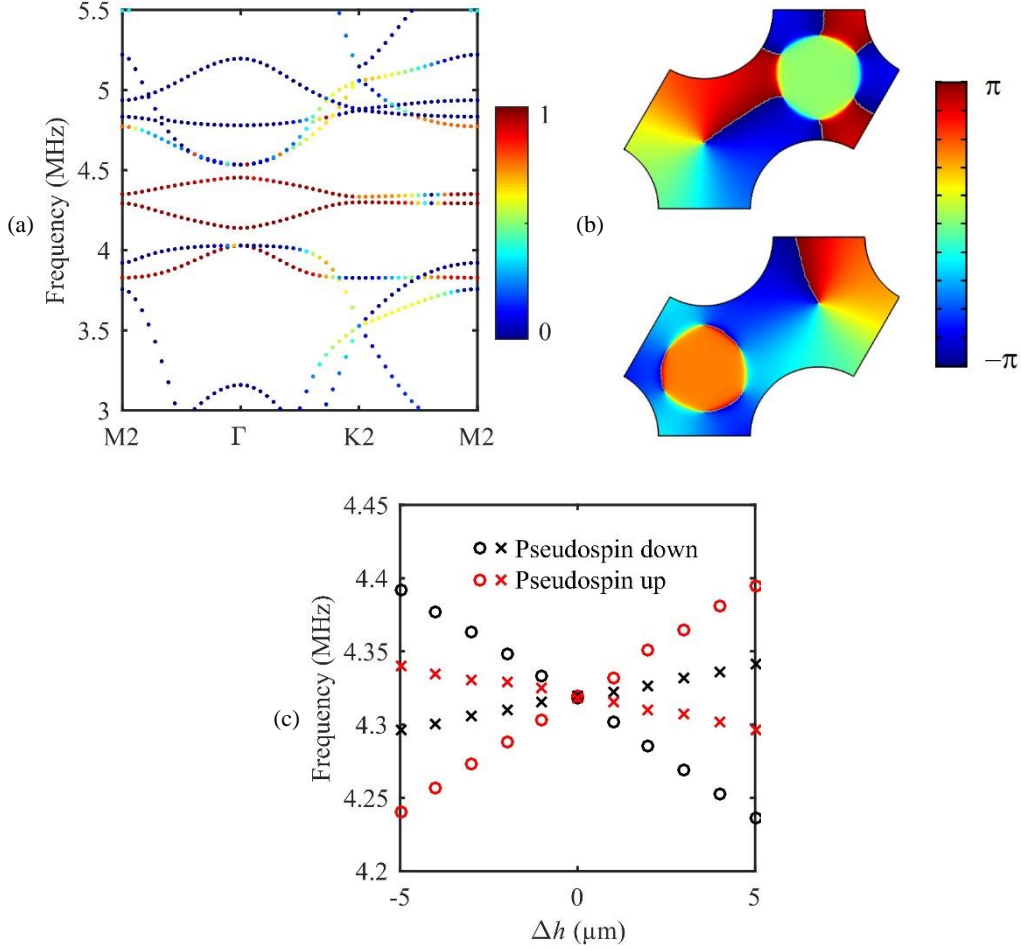 5.5
5
4.5
4
3.5
3
Frequency (MHz)
M2
Γ
K2
M2
1
0
(a)
(b)
π
−π
(c)
4.45
4.4
4.35
4.3
4.25
4.2
Frequency (MHz)
Pseudospin down
Pseudospin up
-5
0
5
Δh (μm)